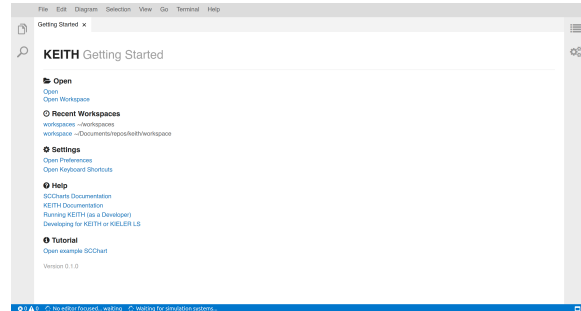 File Edit Diagram Selection View Go Terminal Help
Getting Started ×
KEITH Getting Started
Open
Open
Open Workspace
Recent Workspaces
workspaces ~/workspaces
workspace ~/Documents/repos/keith/workspace
Settings
Open Preferences
Open Keyboard Shortcuts
Help
SCCharts Documentation
KEITH Documentation
Running KEITH (as a Developer)
Developing for KEITH or KIELER LS
Tutorial
Open example SCChart
Version 0.1.0
0 0 No editor focused... waiting Waiting for simulation systems...